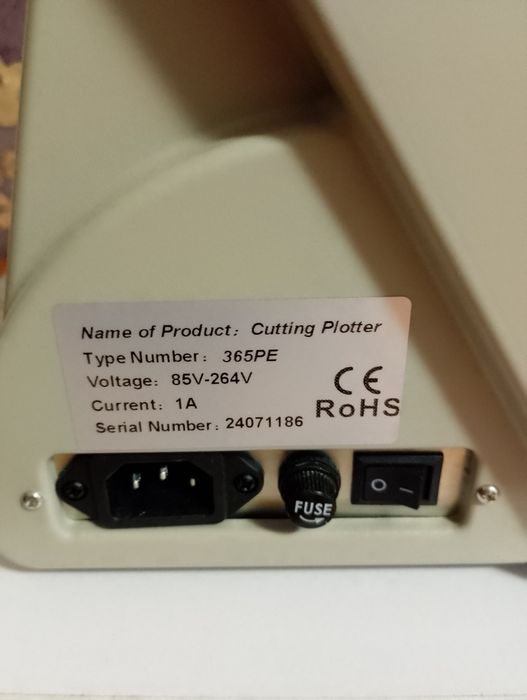 Name of Product: Cutting Plotter
Type Number: 365PE
Voltage: 85V-264V
Current: 1A
Serial Number: 24071186
CE
RoHS
FUSE
O I